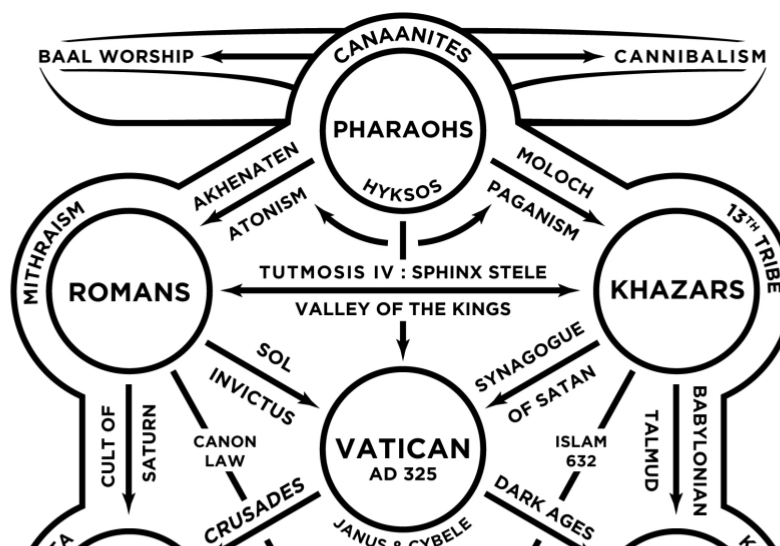 CANAANITES
BAAL WORSHIP
CANNIBALISM
PHARAOHS
HYKSOS
AKHENATEN
ATONISM
MOLOCH
PAGANISM
MITHRAISM
ROMANS
TUTMOSIS IV : SPHINX STELE
VALLEY OF THE KINGS
13TH TRIBE
KHAZARS
SOL
INVICTUS
SYNAGOGUE
OF SATAN
CULT OF
SATURN
CANON
LAW
VATICAN
AD 325
JANUS & CYBELE
ISLAM
632
BABYLONIAN
TALMUD
CRUSADES
DARK AGES